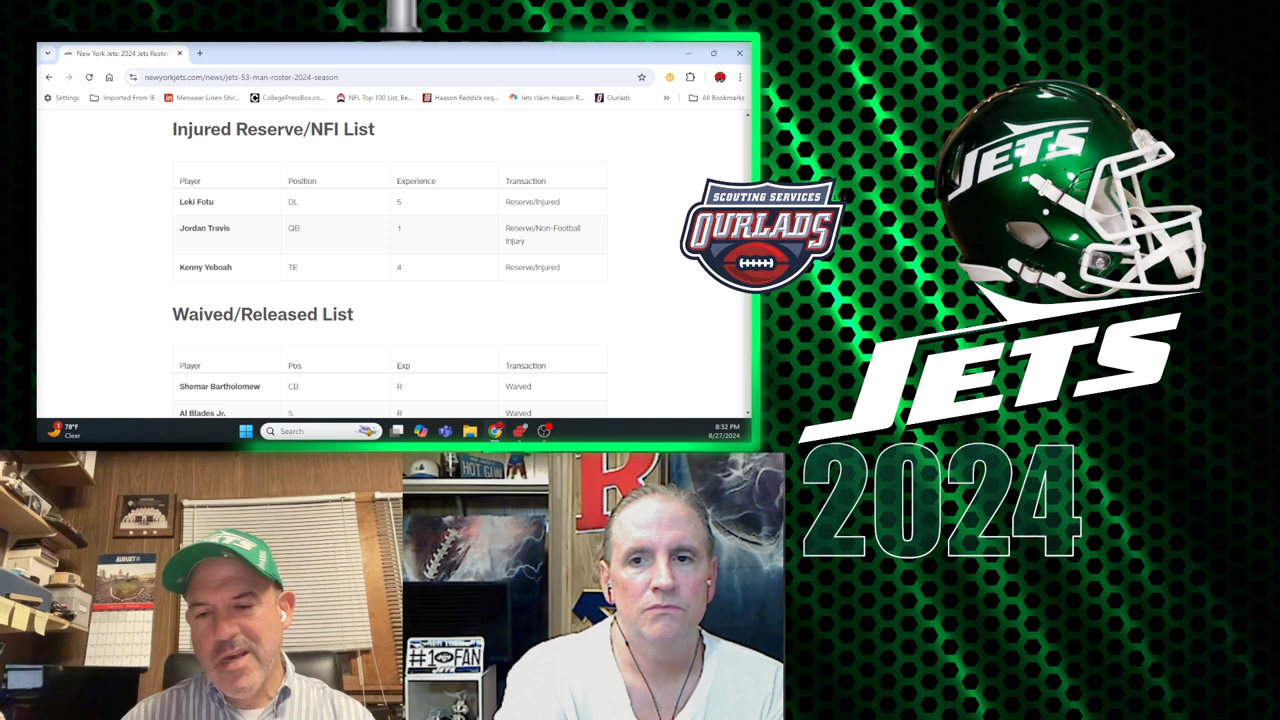 New York Jets: 2024 Jets Roster
newyorkjets.com/news/jets-53-man-roster-2024-season
Settings
Imported From IE
Menwear Linen Shir...
CollegePressBox.co...
NFL Top 100 List, Be...
Haason Reddick req...
Jets claim Haason R...
Ourlads
»
All Bookmarks
Injured Reserve/NFI List
Player Position Experience Transaction
Leki Fotu DL 5 Reserve/Injured
Jordan Travis QB 1 Reserve/Non-Football
Injury
Kenny Yeboah TE 4 Reserve/Injured
Waived/Released List
Player Pos Exp Transaction
Shemar Bartholomew CB R Waived
Al Blades Jr. S R Waived
78°F
Clear
Search
8:32 PM
8/27/2024
SCOUTING SERVICES
OURLADS
JETS
JETS
2024
AUGUST
JETS
HOT
R
#1 FAN